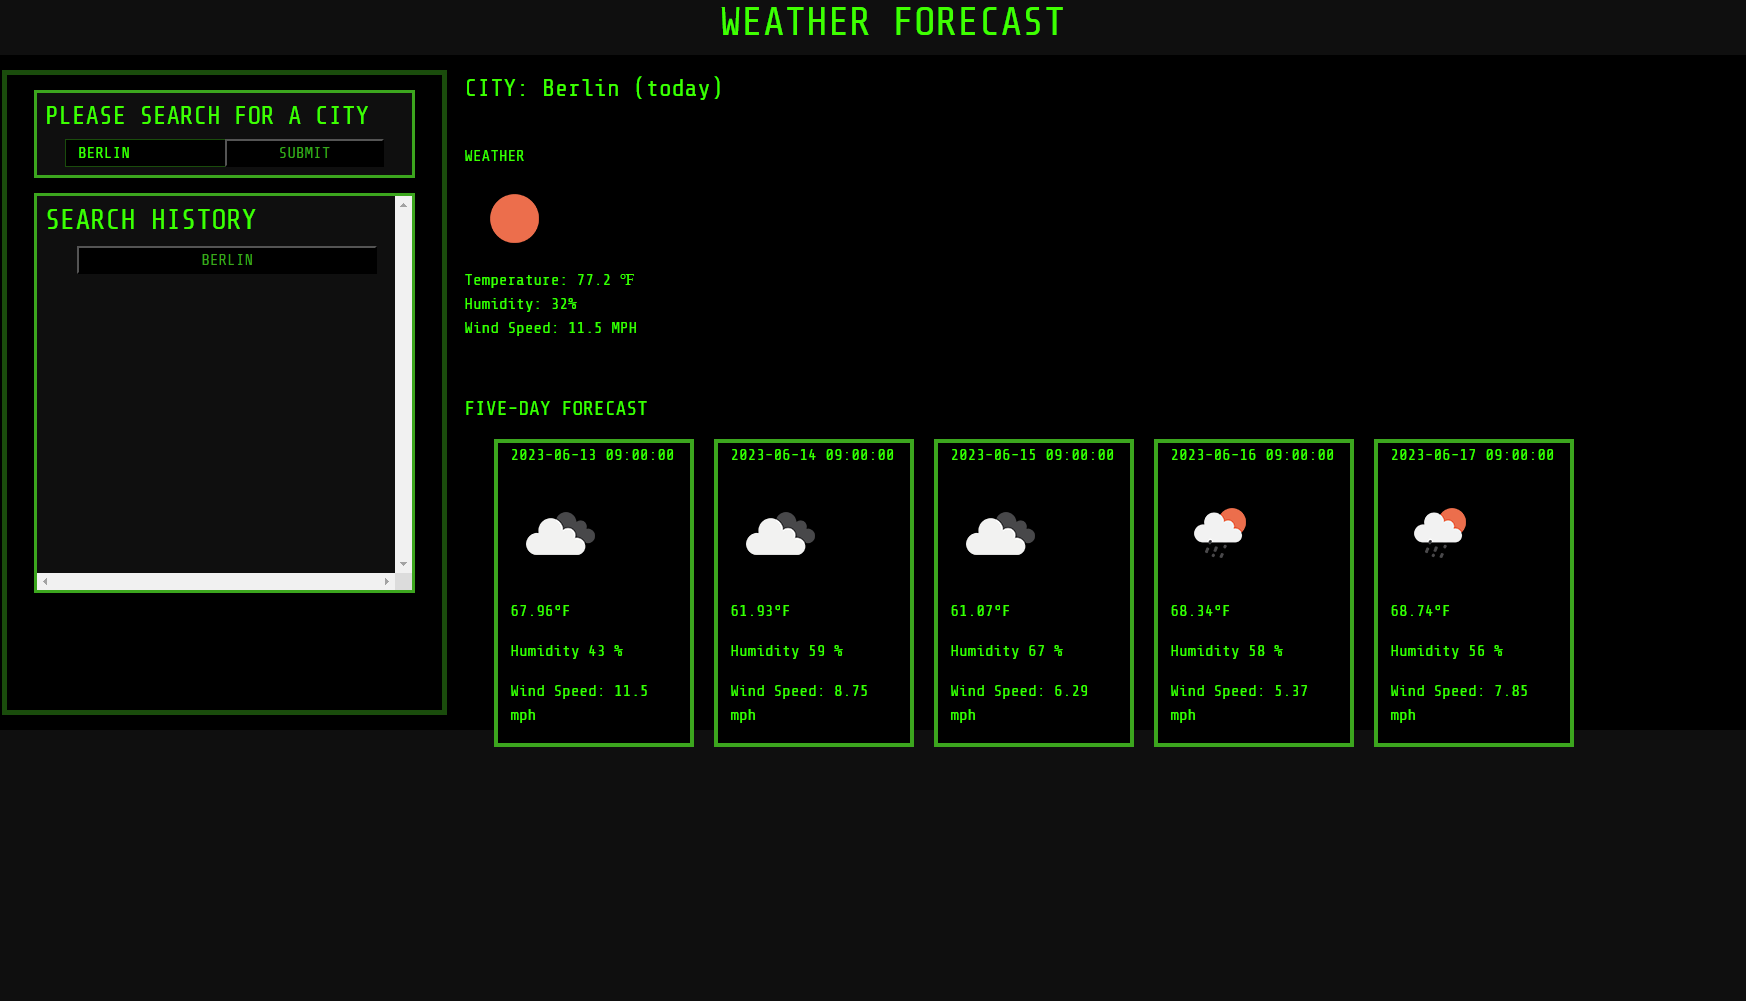 WEATHER FORECAST
PLEASE SEARCH FOR A CITY
BERLIN
SUBMIT
SEARCH HISTORY
BERLIN
CITY: Berlin (today)
WEATHER
Temperature: 77.2 °F
Humidity: 32%
Wind Speed: 11.5 MPH
FIVE-DAY FORECAST
2023-06-13 09:00:00
67.96°F
Humidity 43 %
Wind Speed: 11.5
mph
2023-06-14 09:00:00
61.93°F
Humidity 59 %
Wind Speed: 8.75
mph
2023-06-15 09:00:00
61.07°F
Humidity 67 %
Wind Speed: 6.29
mph
2023-06-16 09:00:00
68.34°F
Humidity 58 %
Wind Speed: 5.37
mph
2023-06-17 09:00:00
68.74°F
Humidity 56 %
Wind Speed: 7.85
mph